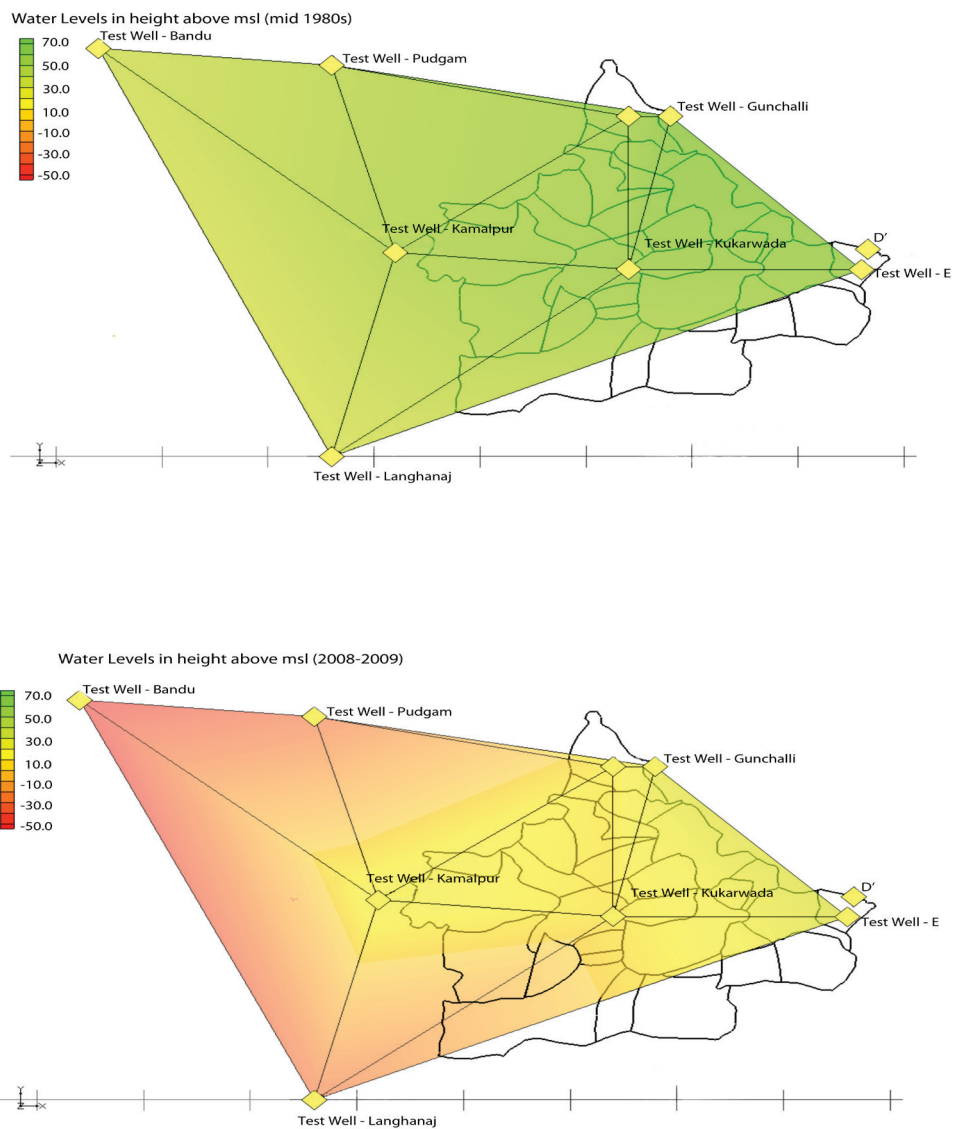 Water Levels in height above msl (mid 1980s)
Test Well - Bandu
70.0
50.0
30.0
10.0
-10.0
-30.0
-50.0
Test Well - Pudgam
Test Well - Gunchalli
Test Well - Kamalpur
Test Well - Kukarwada
D'
Test Well - E
Y
Z X
Test Well - Langhanaj
Water Levels in height above msl (2008-2009)
Test Well - Bandu
70.0
50.0
30.0
10.0
-10.0
-30.0
-50.0
Test Well - Pudgam
Test Well - Gunchalli
Test Well - Kamalpur
Test Well - Kukarwada
D'
Test Well - E
Y
Z X
Test Well - Langhanaj